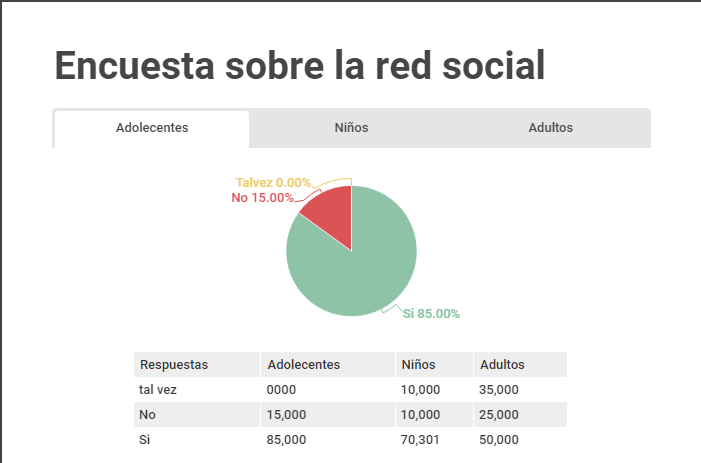 Encuesta sobre la red social
Adolecentes Niños Adultos
Talvez 0.00%
No 15.00%
Si 85.00%
Respuestas Adolecentes Niños Adultos
tal vez 0000 10,000 35,000
No 15,000 10,000 25,000
Si 85,000 70,301 50,000